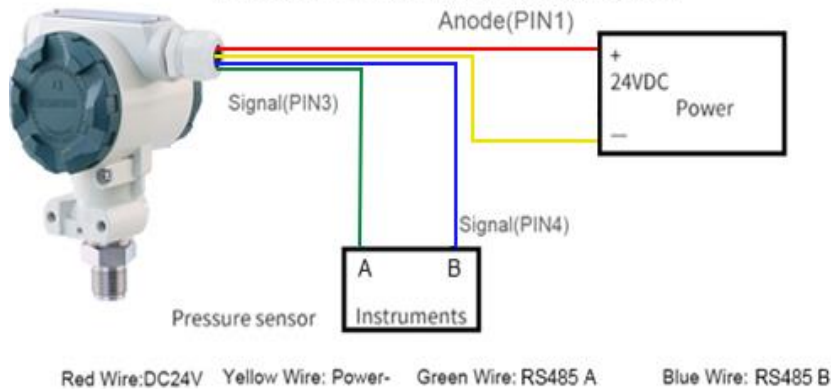 Anode(PIN1)
+
24VDC
Power
—
Signal(PIN3)
Signal(PIN4)
A B
Pressure sensor
Instruments
Red Wire:DC24V Yellow Wire: Power- Green Wire: RS485 A Blue Wire: RS485 B